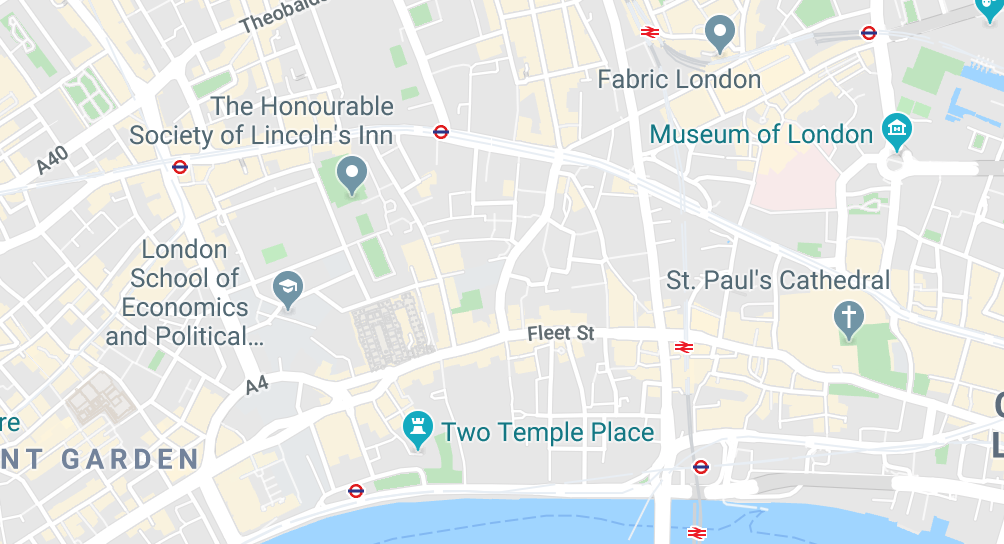 Theobalds
Fabric London
The Honourable
Society of Lincoln's Inn
Museum of London
A40
London
School of
Economics
and Political...
St. Paul's Cathedral
Fleet St
A4
re
Two Temple Place
NT GARDEN
C
L